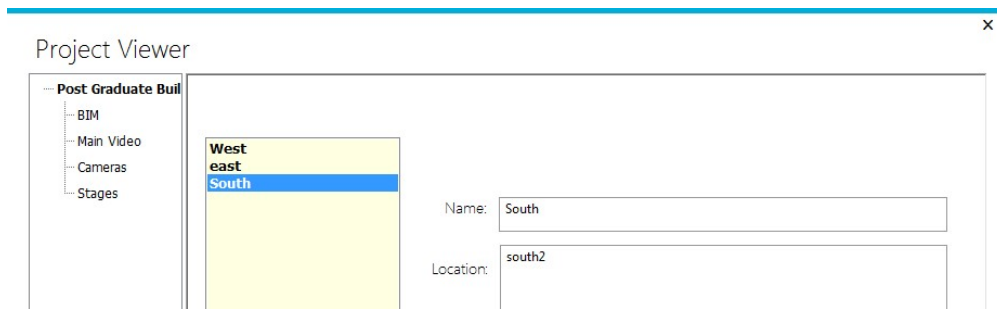 Project Viewer
Post Graduate Buil
BIM
Main Video
Cameras
Stages
West
east
South
Name: South
Location: south2